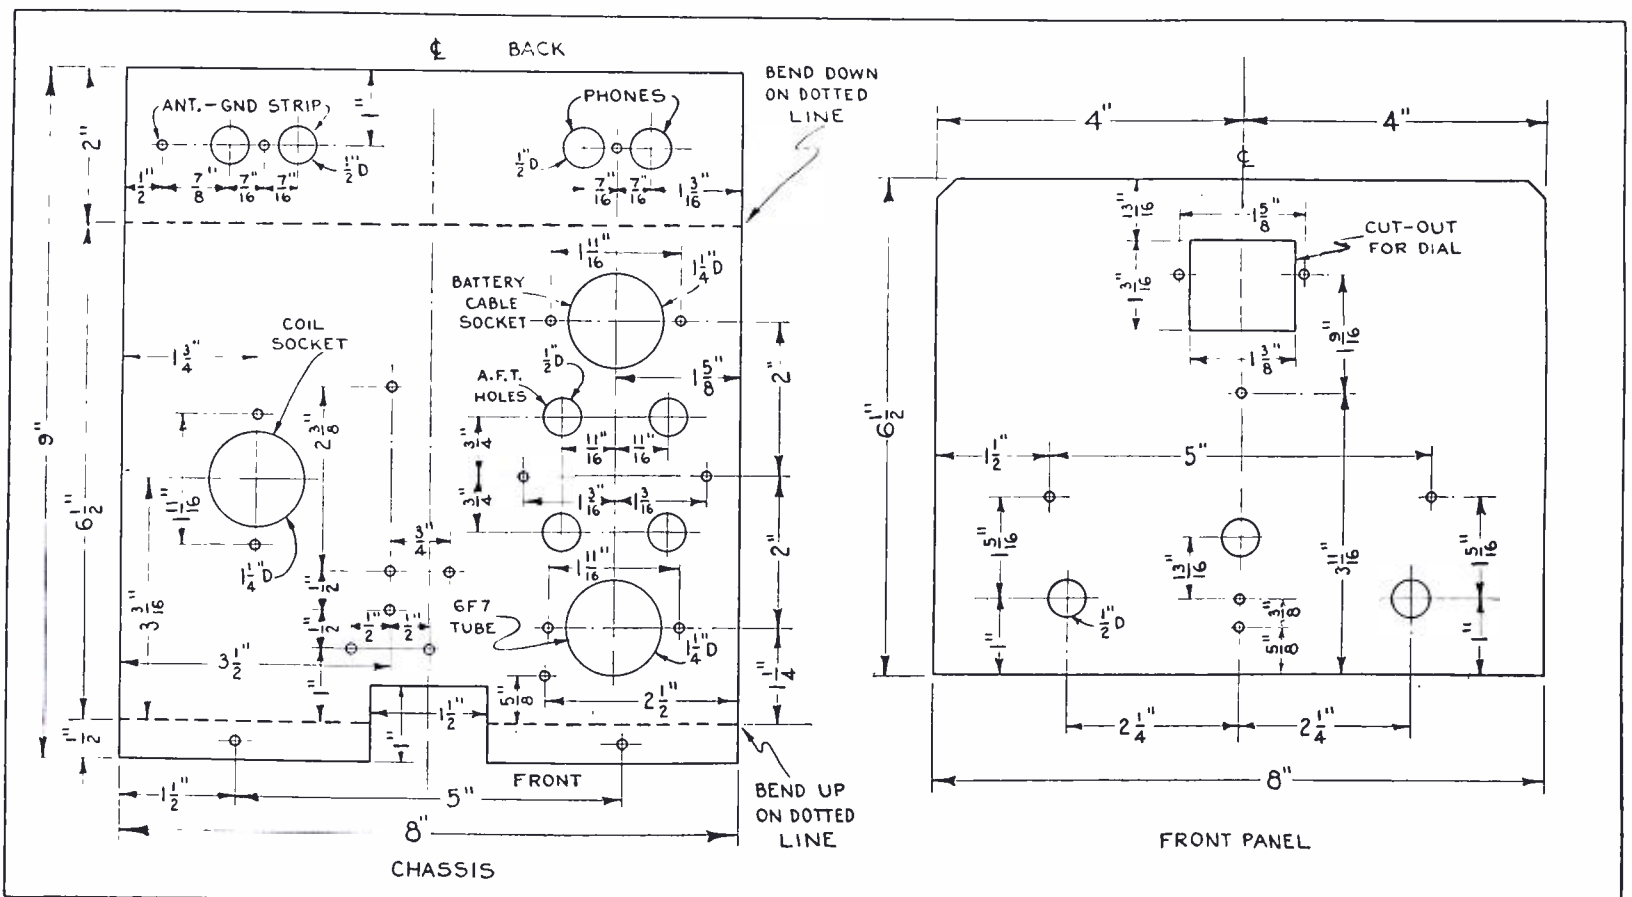 ℄ BACK
BEND DOWN
ON DOTTED
LINE
ANT.-GND STRIP
PHONES
1"
2"
1/2"D
1/2"D
1/2"
7/8"
7/16"
7/16"
7/16"
7/16"
1 3/16"
9"
6 1/2"
1/2"
1 11/16"
1 1/4"D
BATTERY
CABLE
SOCKET
COIL
SOCKET
1 3/4"
1/2"D
A.F.T.
HOLES
1 5/8"
2"
2 3/8"
3/4"
11/16"
11/16"
1 11/16"
3/4"
1 3/16"
1 3/16"
3/4"
2"
1 1/4"D
1/2"
1 11/16"
3 3/16"
6F7
TUBE
1/2"
1/2"
1/2"
1 1/4"D
3 1/2"
1"
1 1/4"
5/8"
2 1/2"
1 1/2"
1"
FRONT
1 1/2"
5"
8"
BEND UP
ON DOTTED
LINE
CHASSIS
4"
4"
℄
13/16"
1 5/8"
CUT-OUT
FOR DIAL
1 3/16"
1 9/16"
1 3/8"
6 1/2"
1 1/2"
5"
1 5/16"
13/16"
3 11/16"
1 5/16"
1/2"D
3/8"
1"
5/8"
1"
2 1/4"
2 1/4"
8"
FRONT PANEL